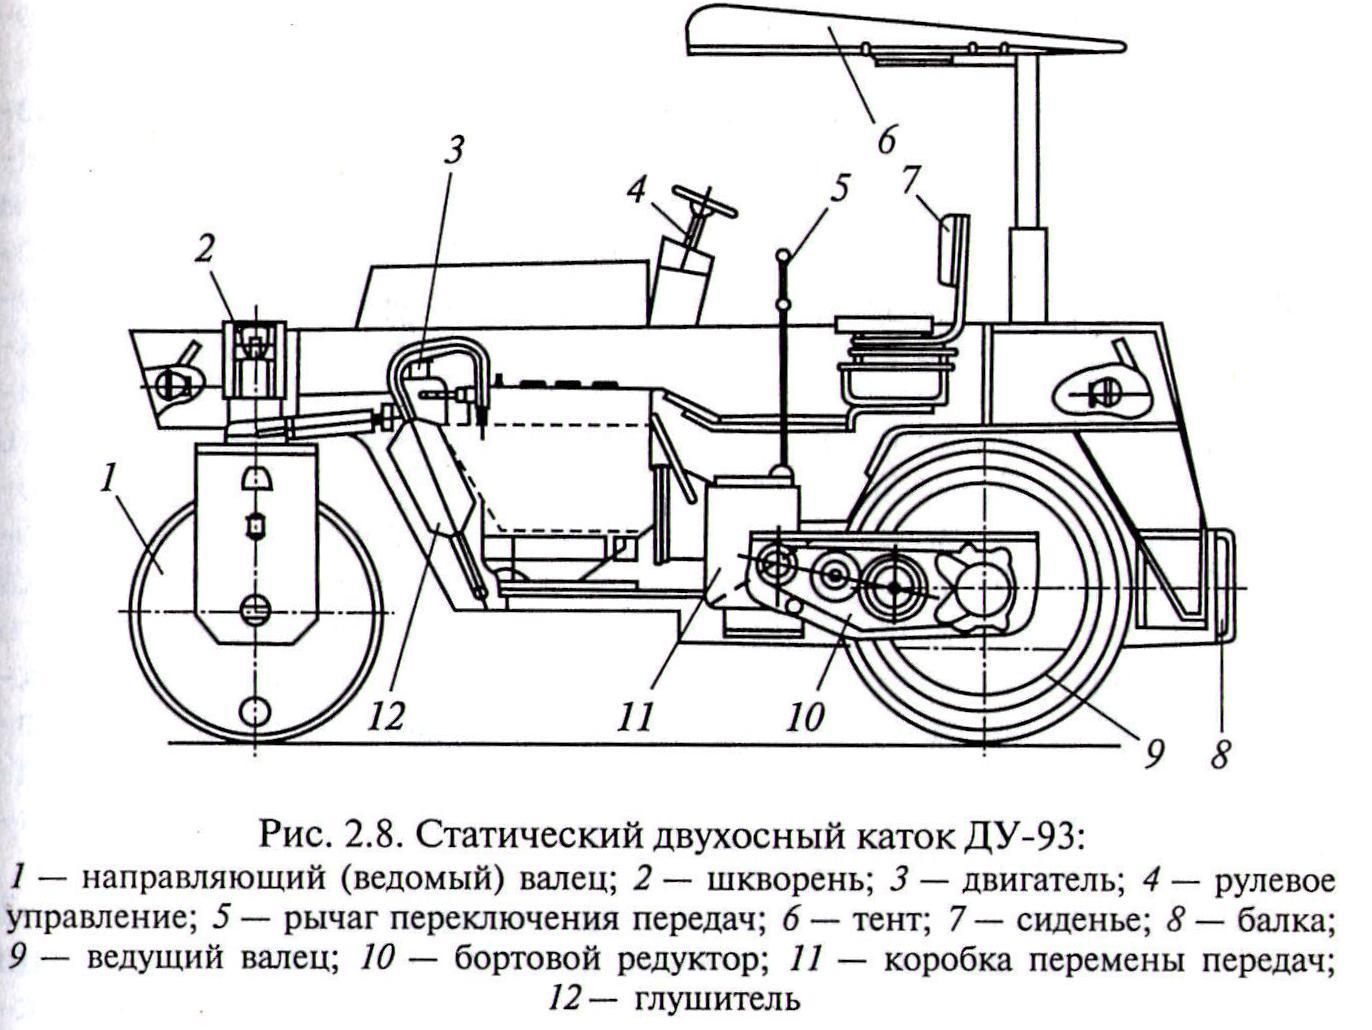 6
3
4
5
7
2
1
12
11
10
9
8
Рис. 2.8. Статический двухосный каток ДУ-93:
1 — направляющий (ведомый) валец; 2 — шкворень; 3 — двигатель; 4 — рулевое
управление; 5 — рычаг переключения передач; 6 — тент; 7 — сиденье; 8 — балка;
9 — ведущий валец; 10 — бортовой редуктор; 11 — коробка перемены передач;
12 — глушитель